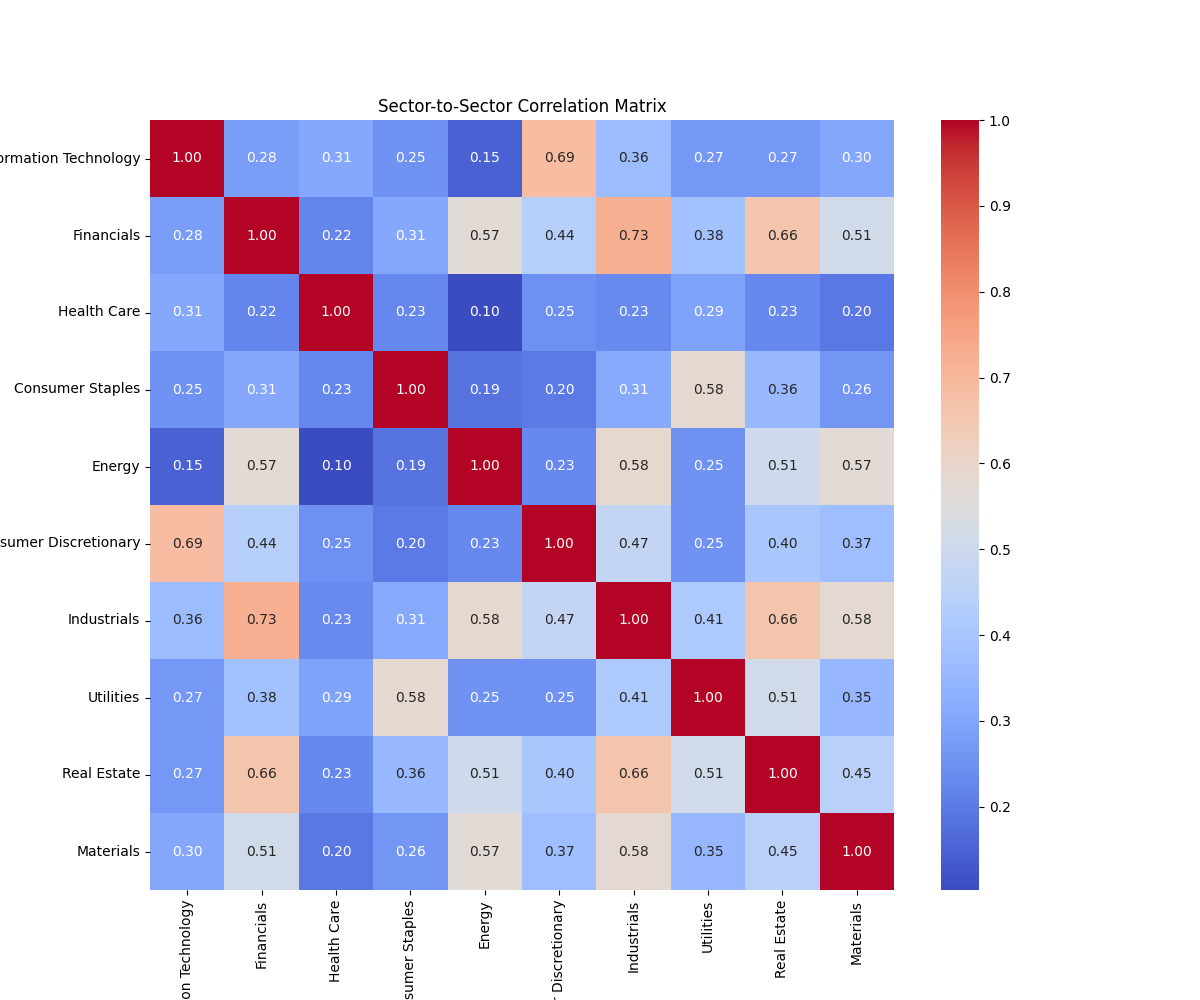 Sector-to-Sector Correlation Matrix
ormation Technology 1.00 0.28 0.31 0.25 0.15 0.69 0.36 0.27 0.27 0.30
Financials 0.28 1.00 0.22 0.31 0.57 0.44 0.73 0.38 0.66 0.51
Health Care 0.31 0.22 1.00 0.23 0.10 0.25 0.23 0.29 0.23 0.20
Consumer Staples 0.25 0.31 0.23 1.00 0.19 0.20 0.31 0.58 0.36 0.26
Energy 0.15 0.57 0.10 0.19 1.00 0.23 0.58 0.25 0.51 0.57
sumer Discretionary 0.69 0.44 0.25 0.20 0.23 1.00 0.47 0.25 0.40 0.37
Industrials 0.36 0.73 0.23 0.31 0.58 0.47 1.00 0.41 0.66 0.58
Utilities 0.27 0.38 0.29 0.58 0.25 0.25 0.41 1.00 0.51 0.35
Real Estate 0.27 0.66 0.23 0.36 0.51 0.40 0.66 0.51 1.00 0.45
Materials 0.30 0.51 0.20 0.26 0.57 0.37 0.58 0.35 0.45 1.00
on Technology
Financials
Health Care
sumer Staples
Energy
r Discretionary
Industrials
Utilities
Real Estate
Materials
1.0
0.9
0.8
0.7
0.6
0.5
0.4
0.3
0.2